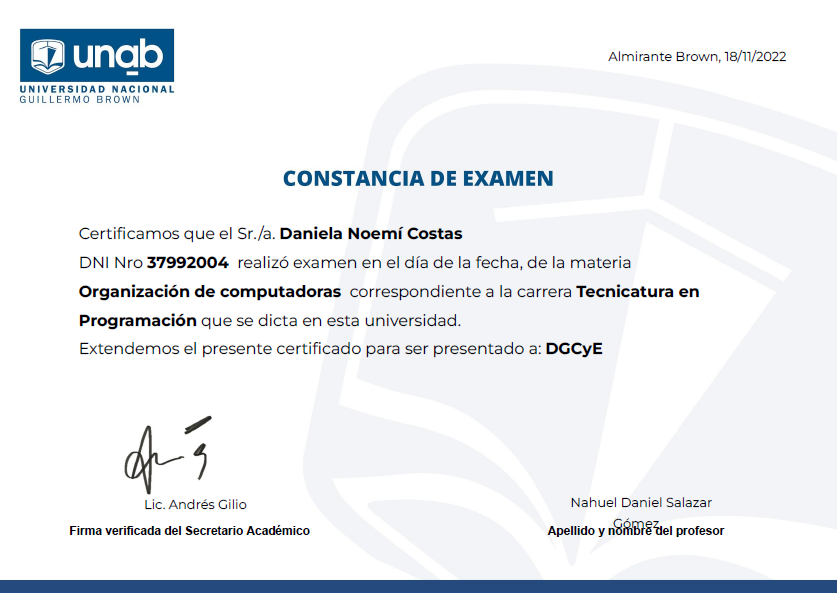 unab
UNIVERSIDAD NACIONAL
GUILLERMO BROWN
Almirante Brown, 18/11/2022
CONSTANCIA DE EXAMEN
Certificamos que el Sr./a. Daniela Noemí Costas
DNI Nro 37992004 realizó examen en el día de la fecha, de la materia
Organización de computadoras correspondiente a la carrera Tecnicatura en
Programación que se dicta en esta universidad.
Extendemos el presente certificado para ser presentado a: DGCyE
Lic. Andrés Gilio
Firma verificada del Secretario Académico
Nahuel Daniel Salazar
Gómez
Apellido y nombre del profesor